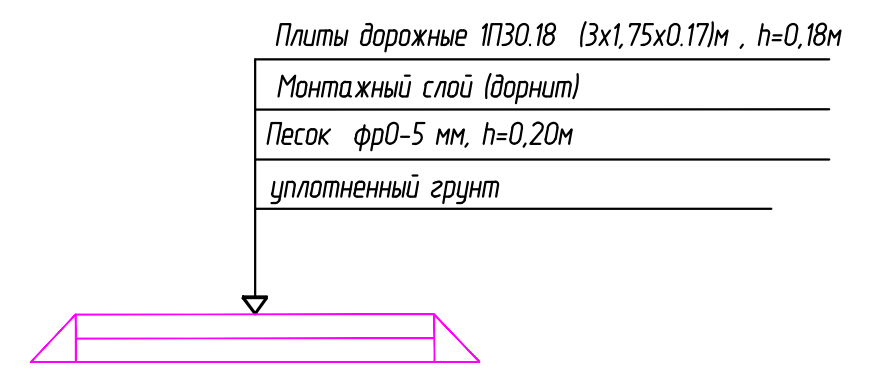 Плиты дорожные 1П30.18 (3х1,75х0.17)м , h=0,18м
Монтажный слой (дорнит)
Песок фр0-5 мм, h=0,20м
уплотненный грунт